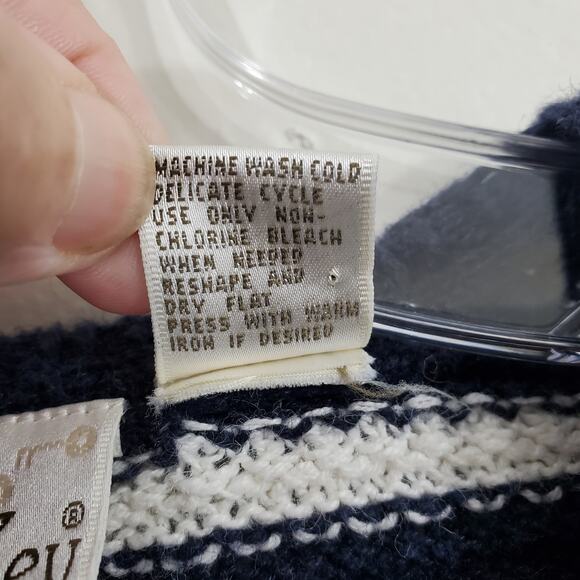 MACHINE WASH COLD
DELICATE CYCLE
USE ONLY NON-
CHLORINE BLEACH
WHEN NEEDED
RESHAPE AND
DRY FLAT
PRESS WITH WARM
IRON IF DESIRED
®